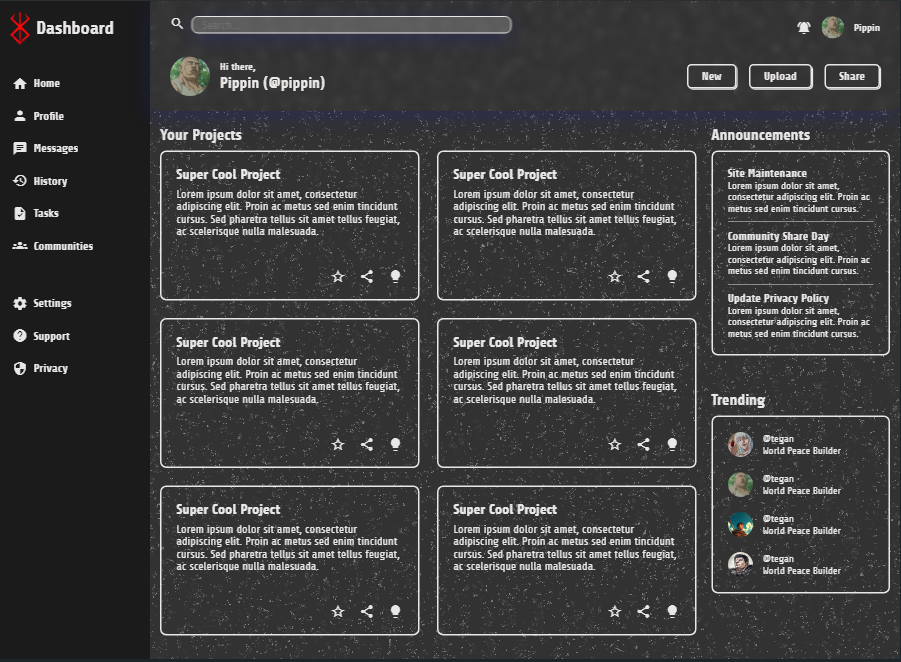 Dashboard
Home
Profile
Messages
History
Tasks
Communities
Settings
Support
Privacy
Search...
Pippin
Hi there,
Pippin (@pippin)
New
Upload
Share
Your Projects
Super Cool Project
Lorem ipsum dolor sit amet, consectetur
adipiscing elit. Proin ac metus sed enim tincidunt
cursus. Sed pharetra tellus sit amet tellus feugiat,
ac scelerisque nulla malesuada.
Super Cool Project
Lorem ipsum dolor sit amet, consectetur
adipiscing elit. Proin ac metus sed enim tincidunt
cursus. Sed pharetra tellus sit amet tellus feugiat,
ac scelerisque nulla malesuada.
Super Cool Project
Lorem ipsum dolor sit amet, consectetur
adipiscing elit. Proin ac metus sed enim tincidunt
cursus. Sed pharetra tellus sit amet tellus feugiat,
ac scelerisque nulla malesuada.
Super Cool Project
Lorem ipsum dolor sit amet, consectetur
adipiscing elit. Proin ac metus sed enim tincidunt
cursus. Sed pharetra tellus sit amet tellus feugiat,
ac scelerisque nulla malesuada.
Super Cool Project
Lorem ipsum dolor sit amet, consectetur
adipiscing elit. Proin ac metus sed enim tincidunt
cursus. Sed pharetra tellus sit amet tellus feugiat,
ac scelerisque nulla malesuada.
Super Cool Project
Lorem ipsum dolor sit amet, consectetur
adipiscing elit. Proin ac metus sed enim tincidunt
cursus. Sed pharetra tellus sit amet tellus feugiat,
ac scelerisque nulla malesuada.
Announcements
Site Maintenance
Lorem ipsum dolor sit amet,
consectetur adipiscing elit. Proin ac
metus sed enim tincidunt cursus.
Community Share Day
Lorem ipsum dolor sit amet,
consectetur adipiscing elit. Proin ac
metus sed enim tincidunt cursus.
Update Privacy Policy
Lorem ipsum dolor sit amet,
consectetur adipiscing elit. Proin ac
metus sed enim tincidunt cursus.
Trending
@tegan
World Peace Builder
@tegan
World Peace Builder
@tegan
World Peace Builder
@tegan
World Peace Builder